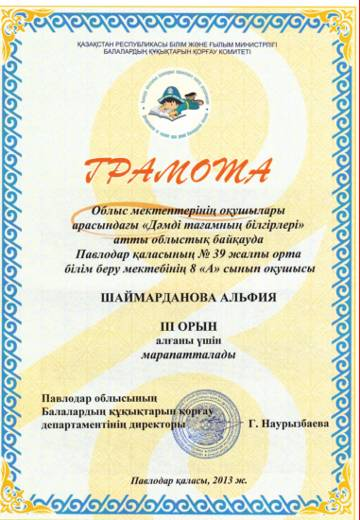 ҚАЗАҚСТАН РЕСПУБЛИКАСЫ БІЛІМ ЖӘНЕ ҒЫЛЫМ МИНИСТРЛІГІ
БАЛАЛАРДЫҢ ҚҰҚЫҚТАРЫН ҚОРҒАУ КОМИТЕТІ
ГРАМОТА
Облыс мектептерінің оқушылары
арасындағы «Дәмді тағамның білгірлері»
атты облыстық байқауда
Павлодар қаласының № 39 жалпы орта
білім беру мектебінің 8 «А» сынып оқушысы
ШАЙМАРДАНОВА АЛЬФИЯ
ІІІ ОРЫН
алғаны үшін
марапатталады
Павлодар облысының
Балалардың құқықтарын қорғау
департаментінің директоры
Г. Наурызбаева
Павлодар қаласы, 2013 ж.